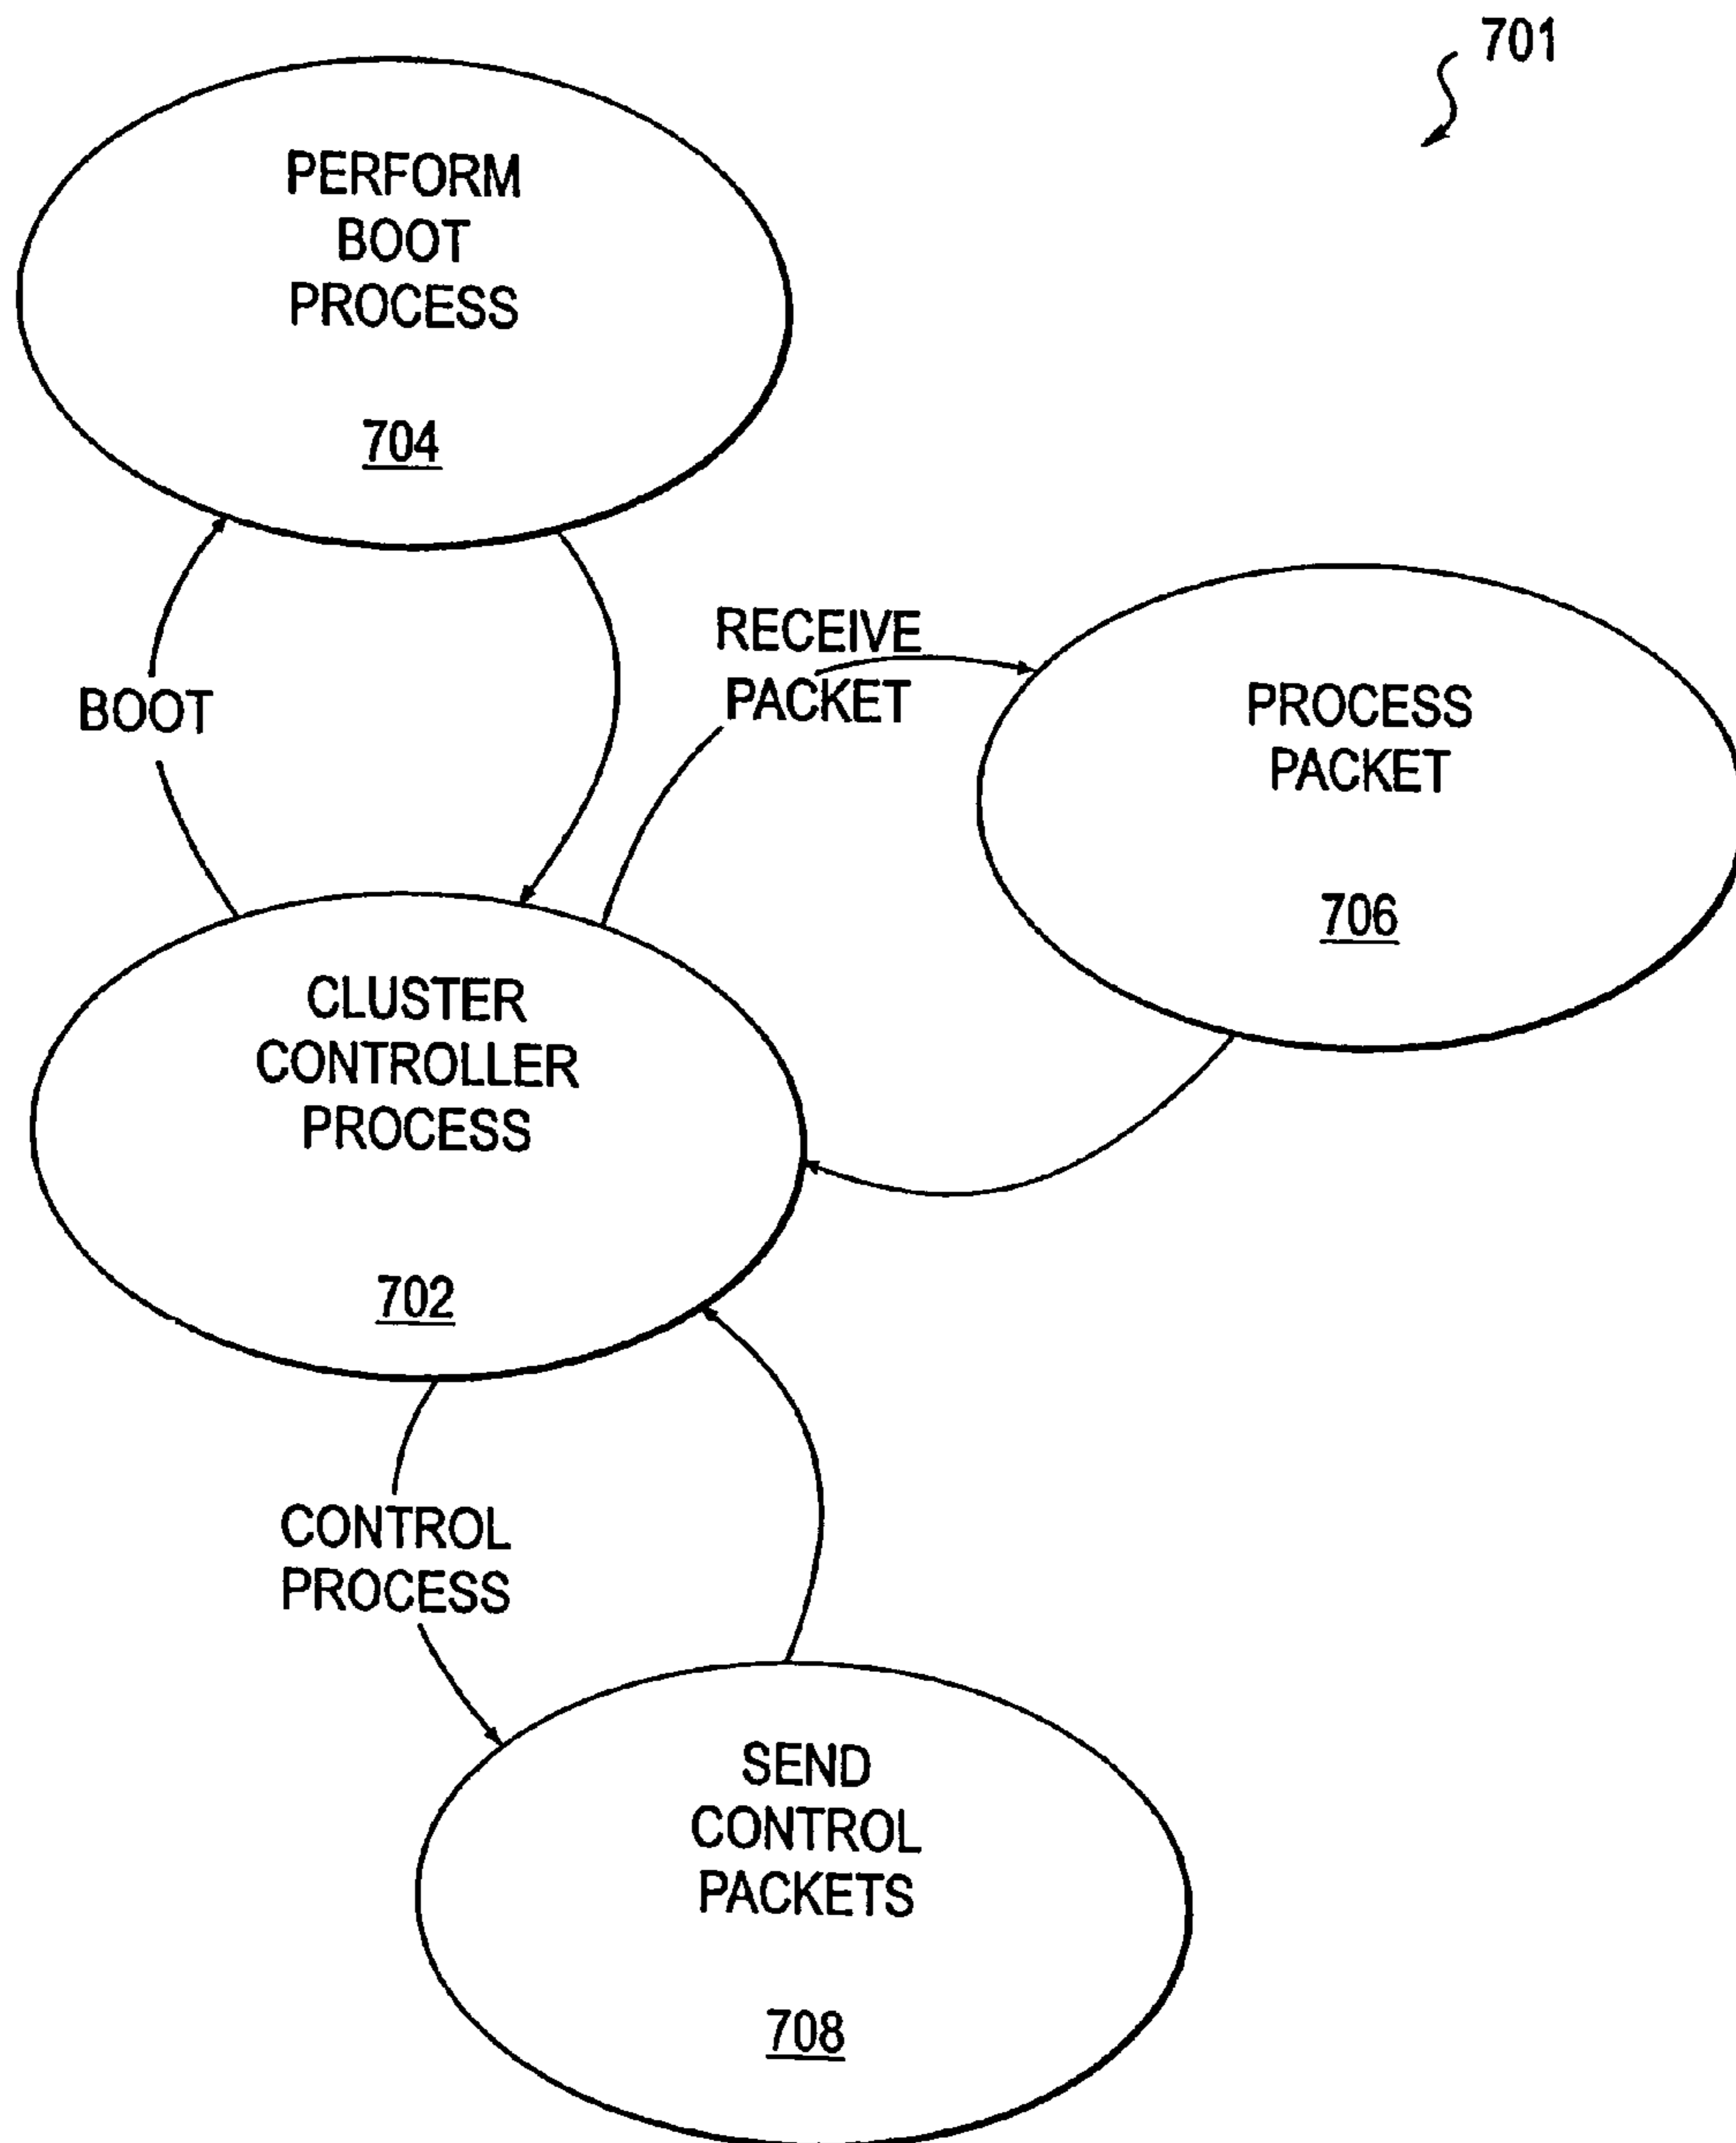 701
PERFORM
BOOT
PROCESS
704
BOOT
RECEIVE
PACKET
PROCESS
PACKET
706
CLUSTER
CONTROLLER
PROCESS
702
CONTROL
PROCESS
SEND
CONTROL
PACKETS
708